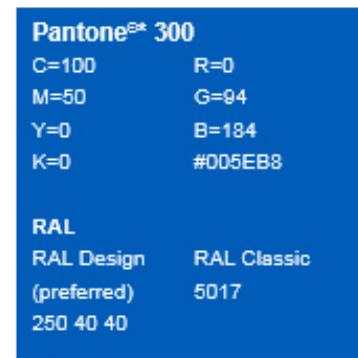 Pantone®* 300
C=100 R=0
M=50 G=94
Y=0 B=184
K=0 #005EB8
RAL
RAL Design RAL Classic
(preferred) 5017
250 40 40